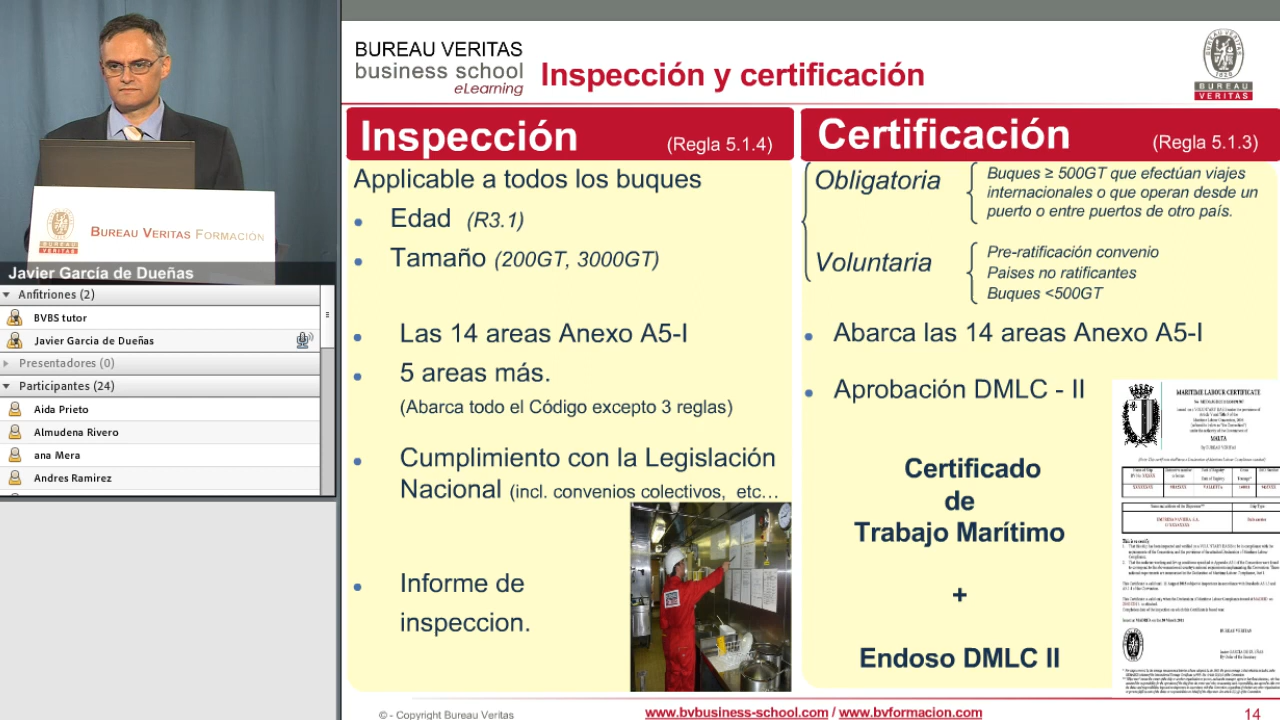 BUREAU VERITAS
business school
eLearning
Inspección y certificación
BUREAU
VERITAS
BUREAU VERITAS FORMACIÓN
Javier García de Dueñas
Anfitriones (2)
BVBS tutor
Javier Garcia de Dueñas
Presentadores (0)
Participantes (24)
Aida Prieto
Almudena Rivero
ana Mera
Andres Ramirez
Inspección (Regla 5.1.4)
Applicable a todos los buques
• Edad (R3.1)
• Tamaño (200GT, 3000GT)
• Las 14 areas Anexo A5-I
• 5 areas más.
(Abarca todo el Código excepto 3 reglas)
• Cumplimento con la Legislación
Nacional (incl. convenios colectivos, etc…
• Informe de
inspeccion.
Certificación (Regla 5.1.3)
Obligatoria
Buques ≥ 500GT que efectúan viajes
internacionales o que operan desde un
puerto o entre puertos de otro país.
Voluntaria
Pre-ratificación convenio
Paises no ratificantes
Buques <500GT
• Abarca las 14 areas Anexo A5-I
• Aprobación DMLC - II
Certificado
de
Trabajo Marítimo
+
Endoso DMLC II
MARITIME LABOUR CERTIFICATE
MALTA
© - Copyright Bureau Veritas
www.bvbusiness-school.com / www.bvformacion.com
14